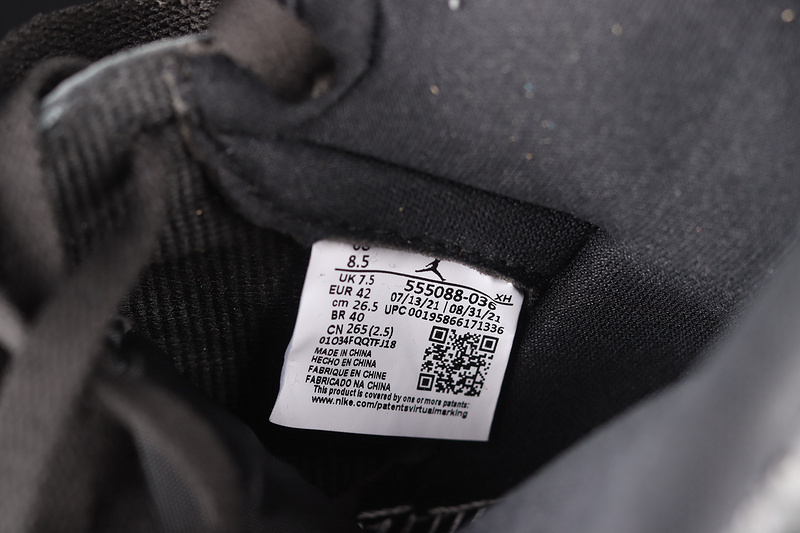 8.5
UK 7.5
EUR 42
cm 26.5
BR 40
CN 265(2.5)
01034FQQTFJ18
555088-036 XH
07/13/21 | 08/31/21
UPC 00195866171336
MADE IN CHINA
HECHO EN CHINA
FABRIQUE EN CHINE
FABRICADO NA CHINA
This product is covered by one or more patents:
www.nike.com/patentsvirtualmarking